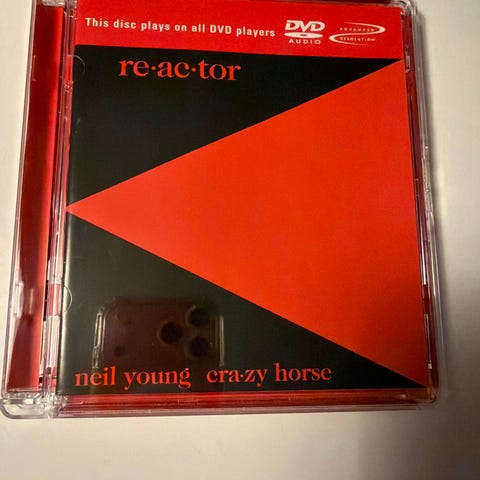 This disc plays on all DVD players
DVD
AUDIO
ADVANCED
RESOLUTION
re·ac·tor
neil young cra·zy horse